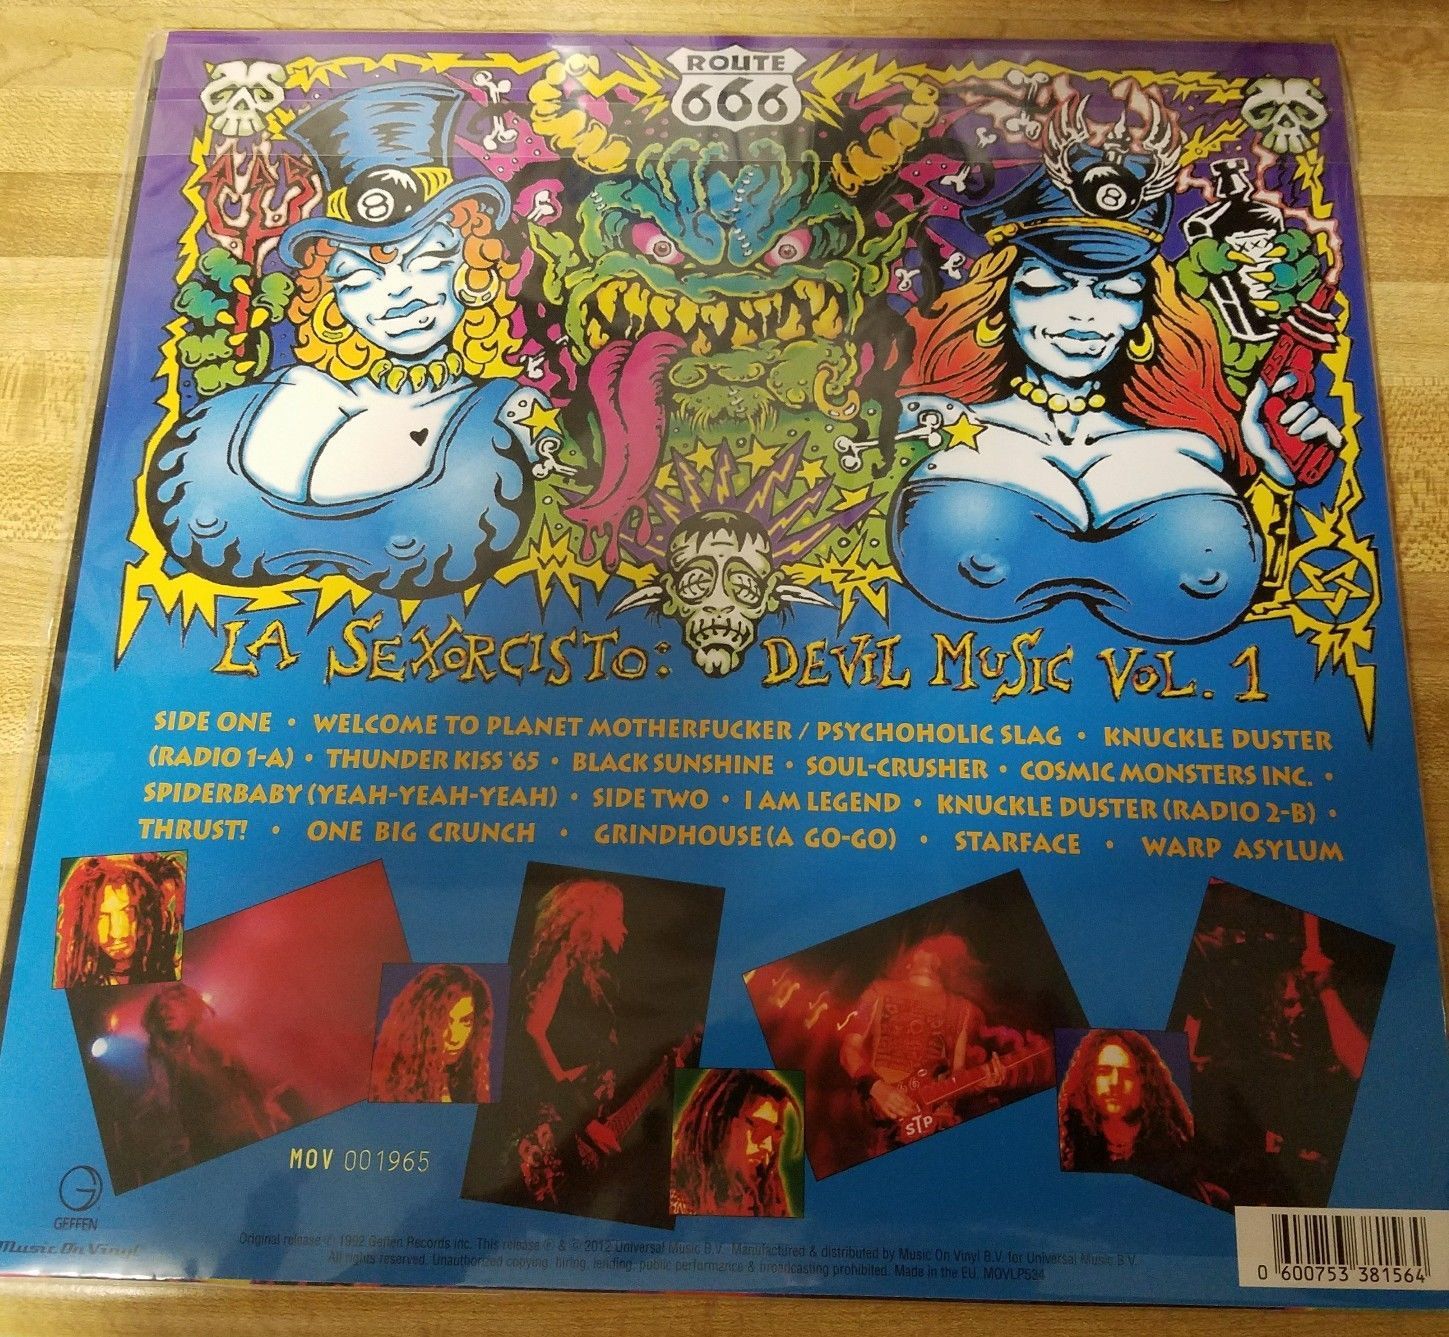 ROUTE
666
8
8
LA SEXORCISTO: DEVIL MUSIC VOL. 1
SIDE ONE • WELCOME TO PLANET MOTHERFUCKER / PSYCHOHOLIC SLAG • KNUCKLE DUSTER
(RADIO 1-A) • THUNDER KISS '65 • BLACK SUNSHINE • SOUL-CRUSHER • COSMIC MONSTERS INC. •
SPIDERBABY (YEAH-YEAH-YEAH) • SIDE TWO • I AM LEGEND • KNUCKLE DUSTER (RADIO 2-B) •
THRUST! • ONE BIG CRUNCH • GRINDHOUSE (A GO-GO) • STARFACE • WARP ASYLUM
STP
MOV 001965
GEFFEN
Music On Vinyl
Original release ℗ 1992 Geffen Records Inc. This release ℗ & © 2012 Universal Music B.V. Manufactured & distributed by Music On Vinyl B.V. for Universal Music B.V.
All rights reserved. Unauthorized copying, hiring, lending, public performance & broadcasting prohibited. Made in the EU. MOVLP534
0 600753 381564